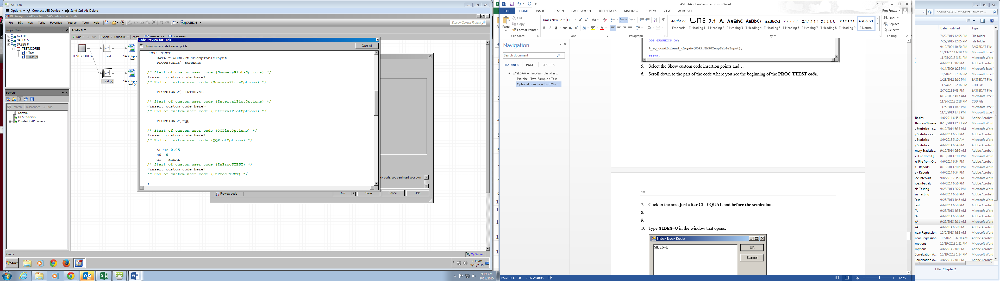 ISYS Lab
Options Connect USB Device Send Ctrl-Alt-Delete
RF-AssignmentPractice - SAS Enterprise Guide
File Edit View Tasks Favorites Program Tools Help SASEG 6
Search Current Project
Project Tree
A2 EOC
SASEG 5
SASEG 6
TESTSCORES
t Test
t Test (2)
Servers
Refresh Disconnect Stop
Servers
OLAP Servers
Private OLAP Servers
SASEG 6
Run Stop Export Schedule
TESTSCORES
t Test
SAS Repor
Test
t Test (2)
SAS Repor
Test (2)
Code Preview for Task
Show custom code insertion points
Clear All
PROC TTEST
DATA = WORK.TMP0TempTableInput
PLOTS(ONLY)=SUMMARY
/* Start of custom user code (SummaryPlotsOptions) */
<insert custom code here>
/* End of custom user code (SummaryPlotsOptions) */
PLOTS(ONLY)=INTERVAL
/* Start of custom user code (IntervalPlotOptions) */
<insert custom code here>
/* End of custom user code (IntervalPlotOptions) */
PLOTS(ONLY)=QQ
/* Start of custom user code (QQPlotOptions) */
<insert custom code here>
/* End of custom user code (QQPlotOptions) */
ALPHA=0.05
H0 =0
CI = EQUAL
/* Start of custom user code (InProcTTEST) */
<insert custom code here>
/* End of custom user code (InProcTTEST) */
;
sk code, you can insert your own
Preview code Run Save Cancel Help
Ready
My Server
Start
9:19 AM
9/13/2015
9:19 AM
9/13/2015
SASEG 6A - Two Sample t-Test - Word
FILE HOME INSERT DESIGN PAGE LAYOUT REFERENCES MAILINGS REVIEW VIEW ACROBAT
Ron Freeze
Paste
Cut
Copy
Format Painter
Times New Ro 11
Emphasis
Heading 1
Heading 2
Heading 3
Heading 4
Heading 5
Heading 6
Heading 7
Heading 8
Heading 9
Normal
Find
Replace
Select
Clipboard Font Paragraph Styles Editing
Navigation
Search document
HEADINGS PAGES RESULTS
SASEG 6A -- Two-Sample t-Tests
Exercise - Two-Sample t-Test
Optional Exercise – Just FYI -...
ODS GRAPHICS ON;
%_eg_conditional_dropds(WORK.TMP0TempTableInput);
TITLE;
5. Select the Show custom code insertion points and…
6. Scroll down to the part of the code where you see the beginning of the PROC TTEST code.
18
7. Click in the area just after CI=EQUAL and before the semicolon.
8.
9.
10. Type SIDES=U in the window that opens.
Enter User Code
SIDES=U
OK
Cancel
PAGE 18 OF 20 2196 WORDS
120%
Search SASEG Handouts - from Paul
Date modified Type
7/29/2015 12:05 PM File folder
7/29/2015 12:05 PM File folder
9/10/2004 10:20 PM SAS7BDAT File
10/13/2014 6:19 AM Microsoft Excel
11/25/2013 3:21 PM Microsoft Word
4/6/2014 7:02 PM Adobe Acrobat
4/14/2009 1:23 PM Microsoft Excel
10/20/2013 7:36 PM Microsoft Excel
1/28/2012 2:10 PM SAS7BDAT File
11/24/2013 2:16 PM CDD File
2/7/2011 9:08 PM SAS7BDAT File
6/12/2007 4:17 AM Microsoft Excel
11/24/2013 2:18 PM CDD File
11/6/2013 1:42 PM Microsoft Excel
11/6/2013 1:43 PM Microsoft Excel
Basics 4/6/2014 6:55 PM Adobe Acrobat
Basics-VMware 8/13/2013 12:33 PM Microsoft Word
y Statistics - e... 9/19/2014 6:33 AM Microsoft Word
y Statistics - e... 4/6/2014 6:53 PM Adobe Acrobat
y Statistics 8/9/2013 5:10 AM Microsoft Word
y Statistics 4/6/2014 6:54 PM Adobe Acrobat
mary Statistic... 9/19/2014 6:36 AM Microsoft Word
el File from Q... 8/13/2013 8:01 PM Microsoft Word
el File from Q... 4/6/2014 6:54 PM Adobe Acrobat
s - Reports 8/13/2013 8:08 PM Microsoft Word
s - Reports 4/6/2014 6:54 PM Adobe Acrobat
ce Intervals 9/8/2013 7:35 PM Microsoft Word
ce Intervals 4/6/2014 6:56 PM Adobe Acrobat
sis Testing 9/28/2013 2:29 PM Microsoft Word
sis Testing 4/6/2014 6:58 PM Adobe Acrobat
Test 9/25/2013 4:48 AM Microsoft Word
Test 4/6/2014 6:58 PM Adobe Acrobat
VA 9/25/2013 4:55 AM Microsoft Word
VA 4/6/2014 6:58 PM Adobe Acrobat
VA 9/25/2013 5:11 AM Microsoft Word
VA 4/6/2014 6:59 PM Adobe Acrobat
near Regression 10/6/2013 4:32 AM Microsoft Word
near Regression 10/20/2013 6:20 AM Microsoft Word
mptions 10/19/2013 1:31 PM Microsoft Word
mptions 4/6/2014 7:00 PM Adobe Acrobat
Correlation A... 10/19/2013 1:34 PM Microsoft Word
Correlation A... 4/6/2014 7:01 PM Adobe Acrobat
Title: Chapter 2